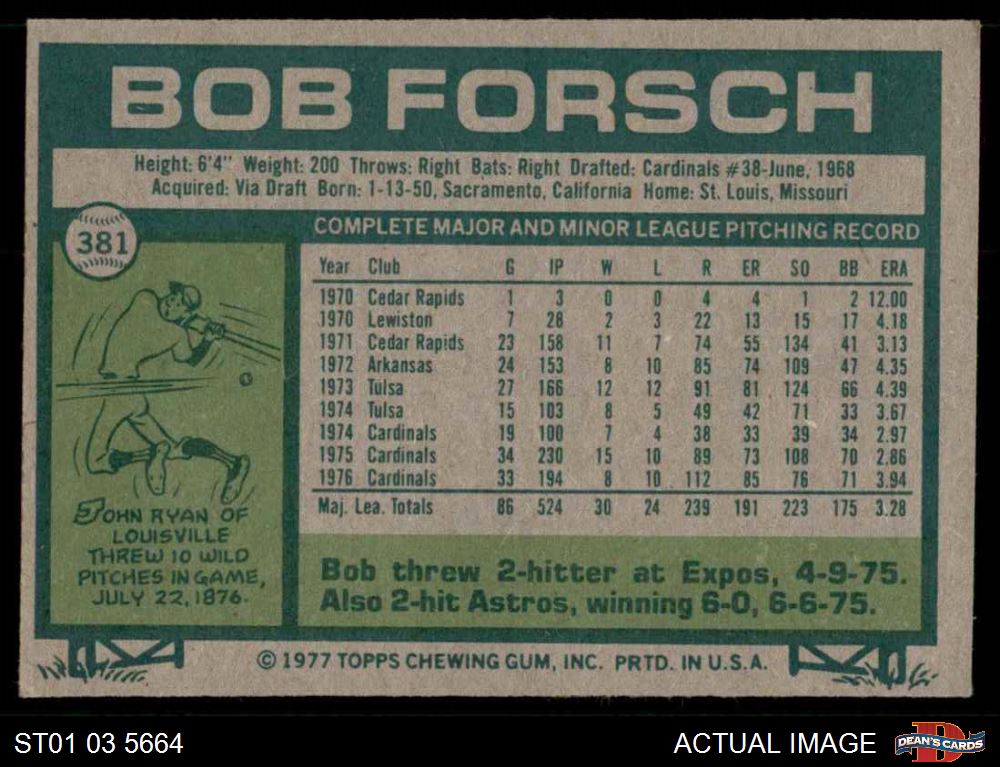 BOB FORSCH
Height: 6'4" Weight: 200 Throws: Right Bats: Right Drafted: Cardinals #38-June, 1968
Acquired: Via Draft Born: 1-13-50, Sacramento, California Home: St. Louis, Missouri
381
COMPLETE MAJOR AND MINOR LEAGUE PITCHING RECORD
Year Club G IP W L R ER SO BB ERA
1970 Cedar Rapids 1 3 0 0 4 4 1 2 12.00
1970 Lewiston 7 28 2 3 22 13 15 17 4.18
1971 Cedar Rapids 23 158 11 7 74 55 134 41 3.13
1972 Arkansas 24 153 8 10 85 74 109 47 4.35
1973 Tulsa 27 166 12 12 91 81 124 66 4.39
1974 Tulsa 15 103 8 5 49 42 71 33 3.67
1974 Cardinals 19 100 7 4 38 33 39 34 2.97
1975 Cardinals 34 230 15 10 89 73 108 70 2.86
1976 Cardinals 33 194 8 10 112 85 76 71 3.94
Maj. Lea. Totals 86 524 30 24 239 191 223 175 3.28
JOHN RYAN OF
LOUISVILLE
THREW 10 WILD
PITCHES IN GAME,
JULY 22, 1876.
Bob threw 2-hitter at Expos, 4-9-75.
Also 2-hit Astros, winning 6-0, 6-6-75.
© 1977 TOPPS CHEWING GUM, INC. PRTD. IN U.S.A.
ST01 03 5664
ACTUAL IMAGE
D
DEAN'S CARDS